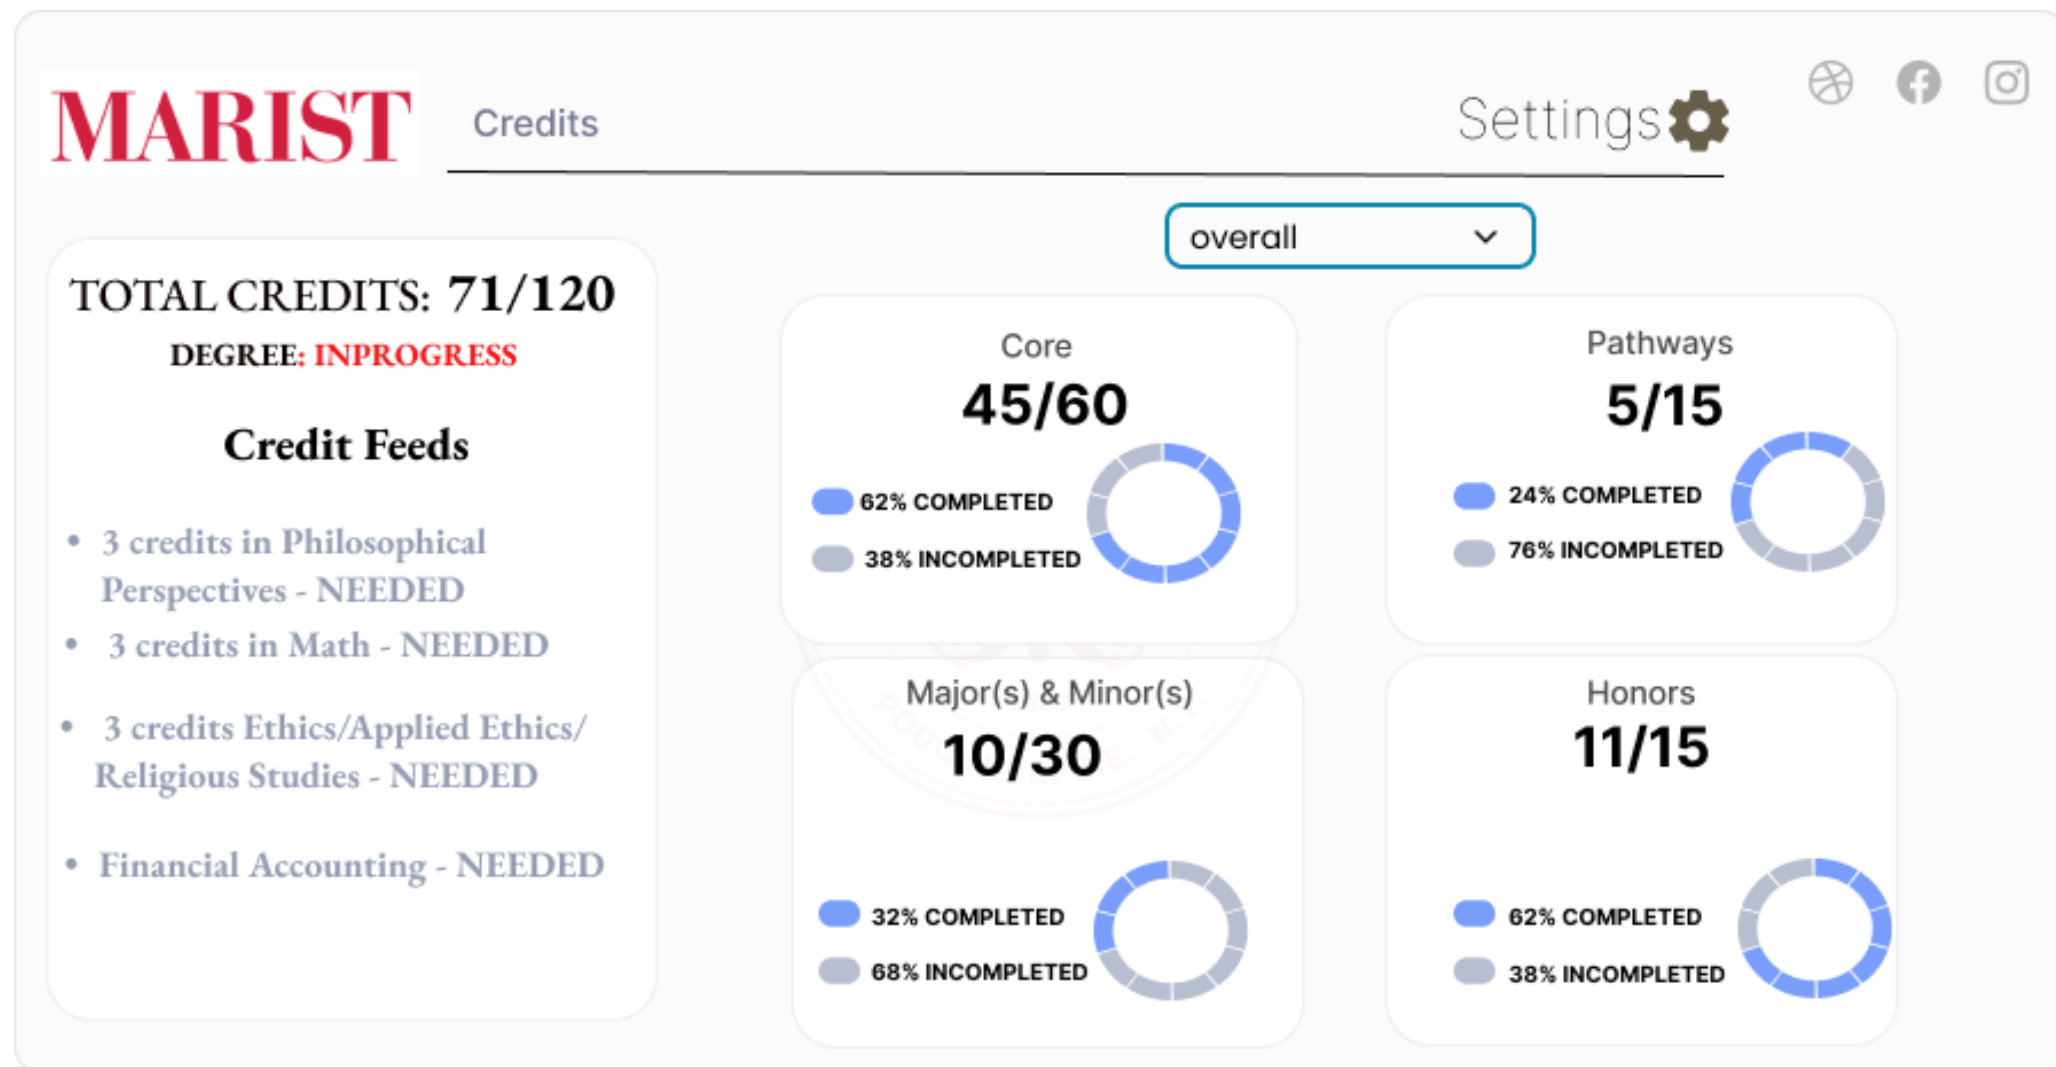 MARIST
Credits
Settings
overall
TOTAL CREDITS: 71/120
DEGREE: INPROGRESS
Credit Feeds
• 3 credits in Philosophical
Perspectives - NEEDED
• 3 credits in Math - NEEDED
• 3 credits Ethics/Applied Ethics/
Religious Studies - NEEDED
• Financial Accounting - NEEDED
Core
45/60
62% COMPLETED
38% INCOMPLETED
Pathways
5/15
24% COMPLETED
76% INCOMPLETED
Major(s) & Minor(s)
10/30
32% COMPLETED
68% INCOMPLETED
Honors
11/15
62% COMPLETED
38% INCOMPLETED